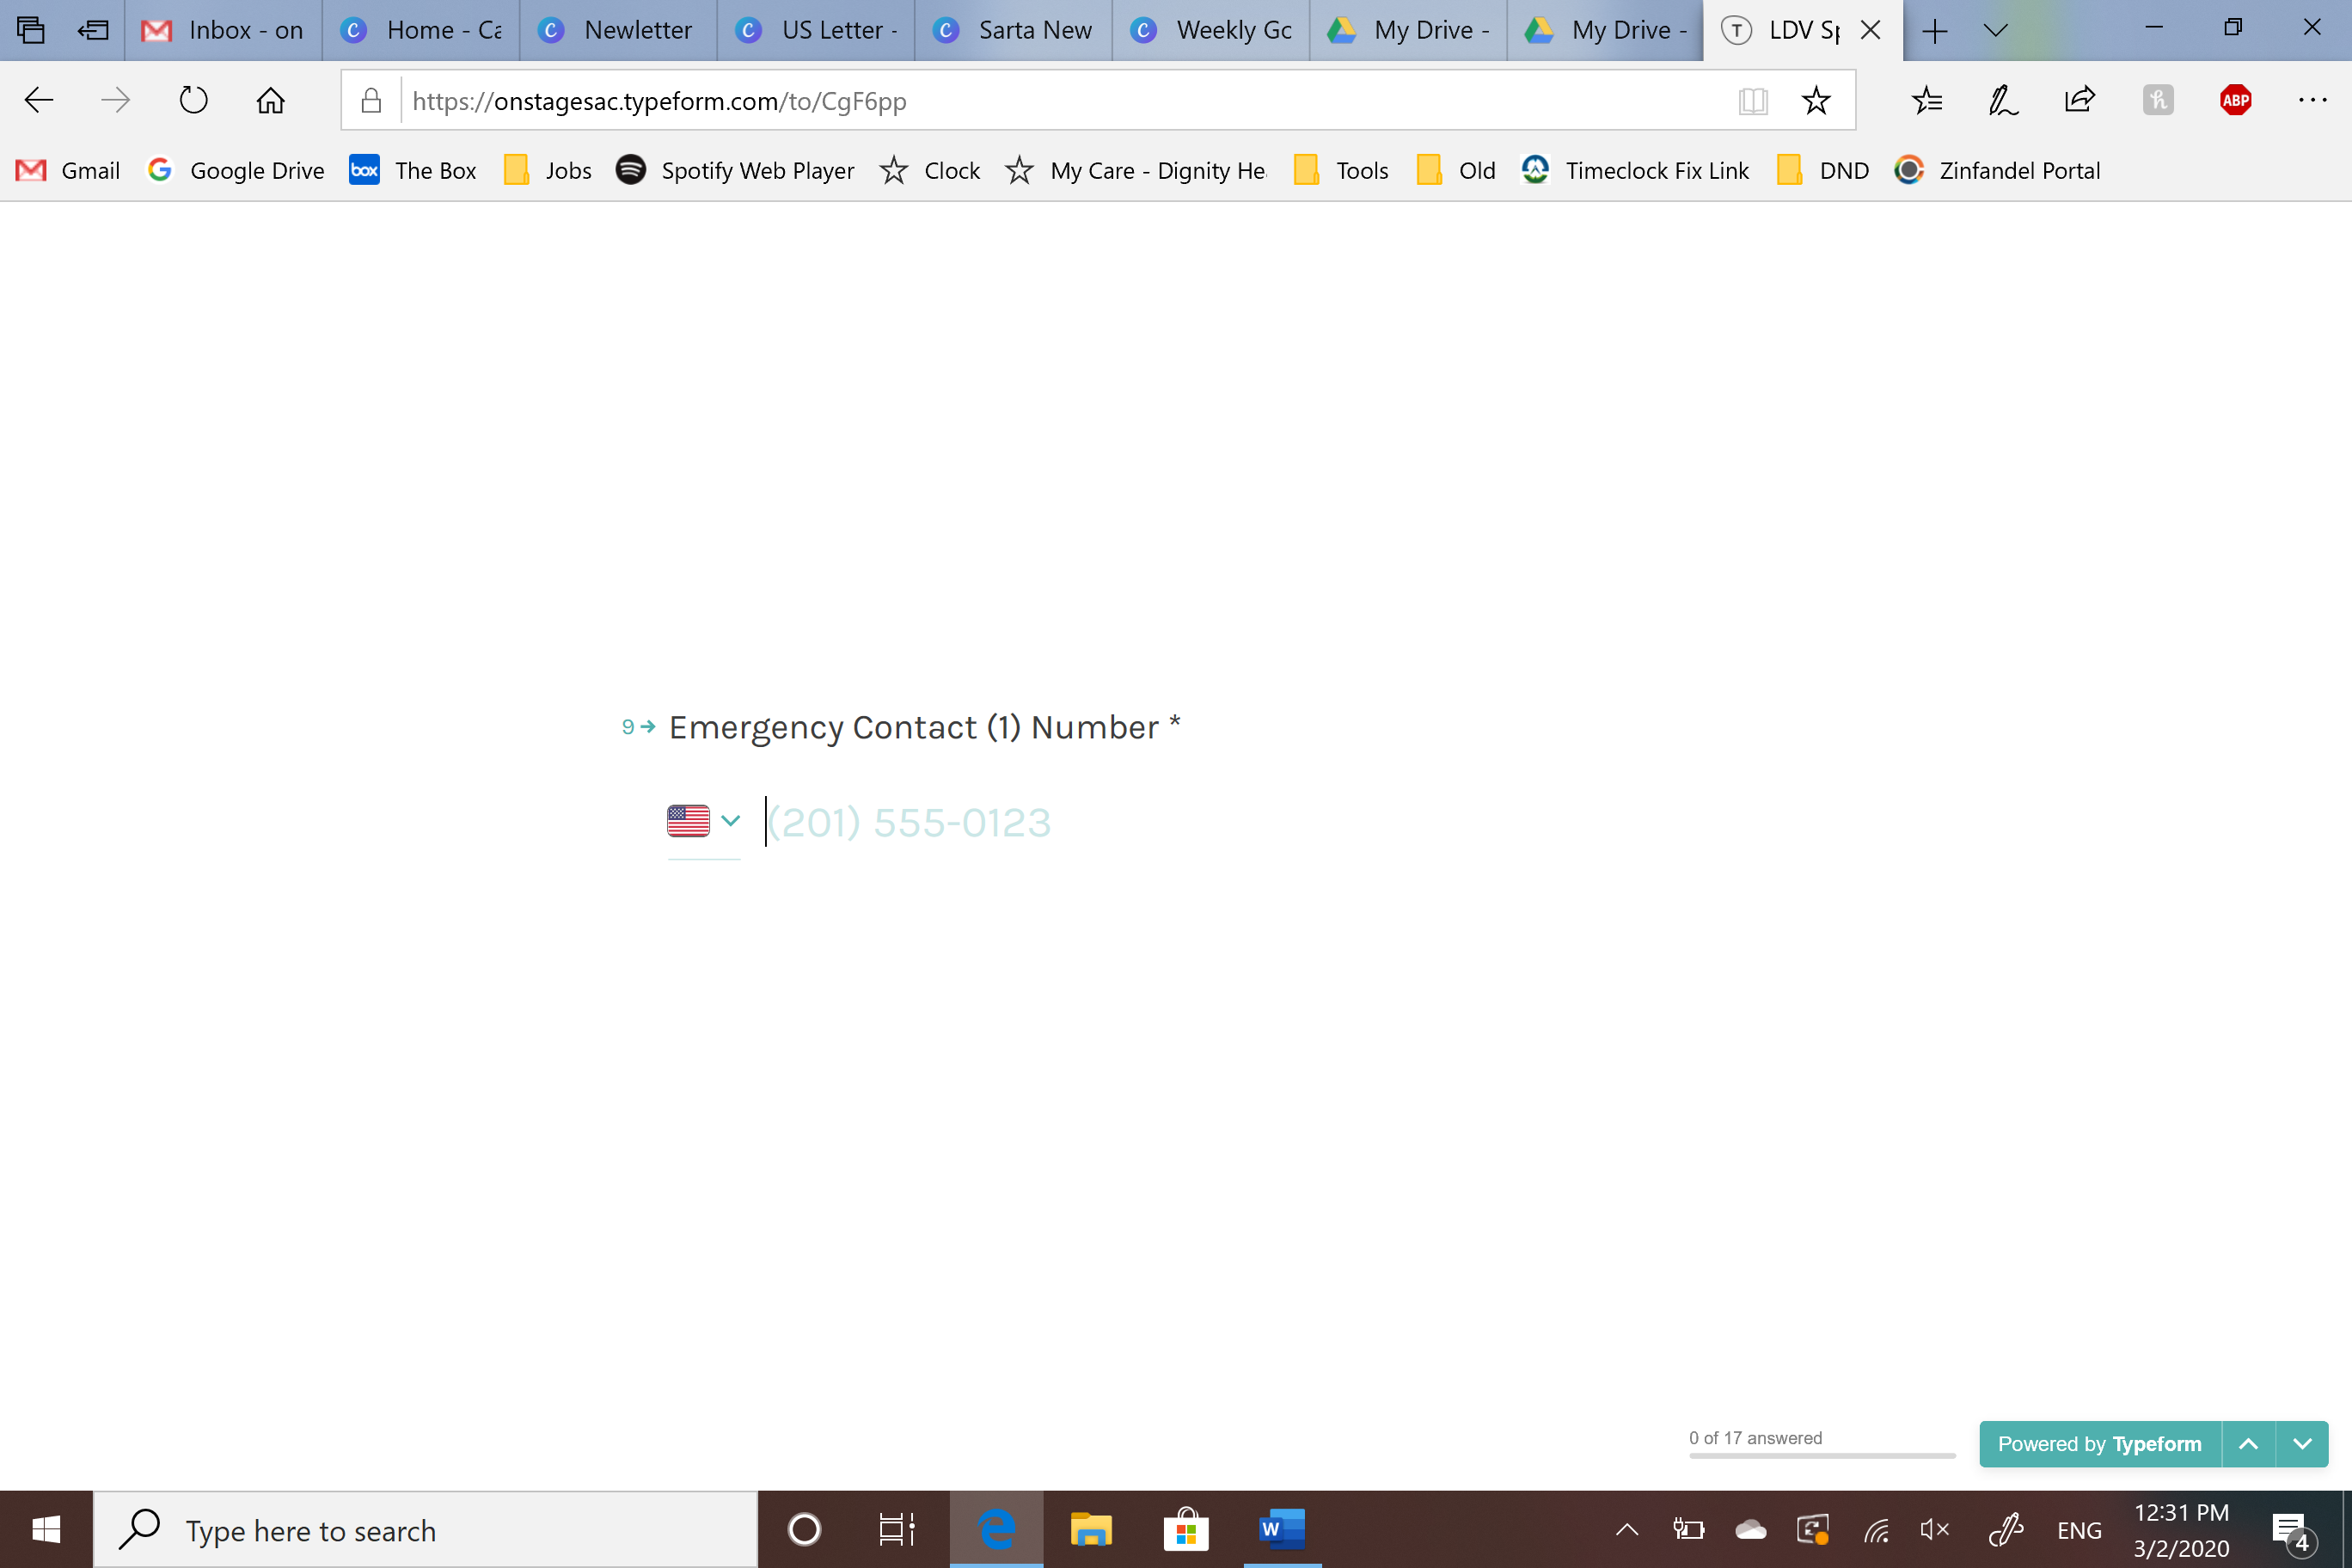 Inbox - on
Home - Ca
Newletter
US Letter -
Sarta New
Weekly Go
My Drive -
My Drive -
T
LDV Sp
https://onstagesac.typeform.com/to/CgF6pp
h
ABP
Gmail
Google Drive
box
The Box
Jobs
Spotify Web Player
Clock
My Care - Dignity He
Tools
Old
Timeclock Fix Link
DND
Zinfandel Portal
9 Emergency Contact (1) Number *
(201) 555-0123
0 of 17 answered
Powered by Typeform
Type here to search
W
ENG
12:31 PM
3/2/2020
4